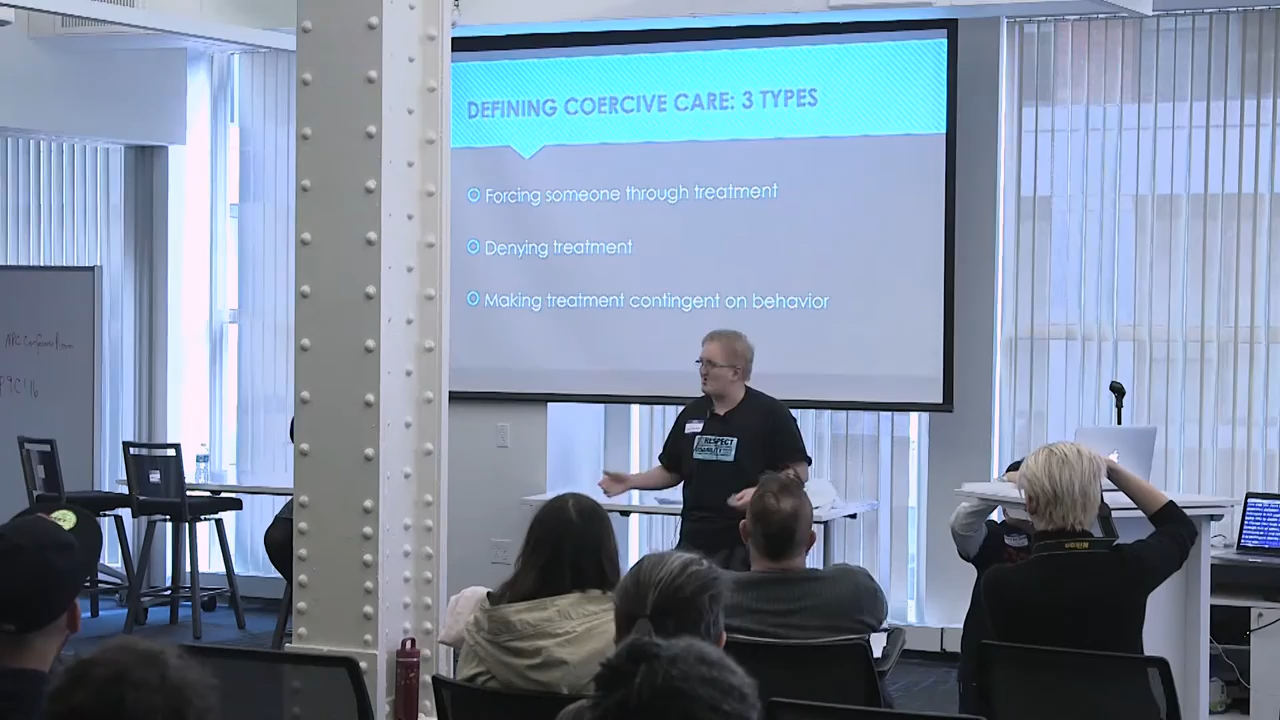 DEFINING COERCIVE CARE: 3 TYPES
Forcing someone through treatment
Denying treatment
Making treatment contingent on behavior
RESPECT